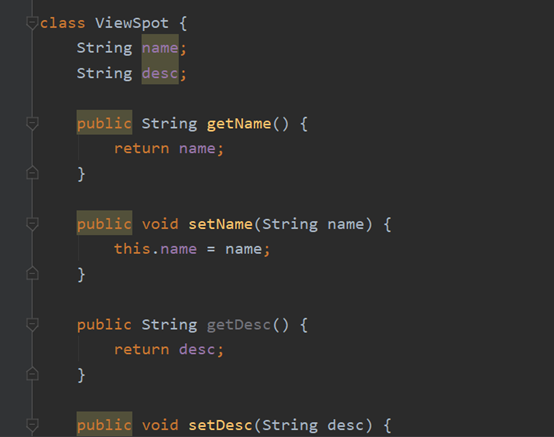 class ViewSpot {
String name;
String desc;
public String getName() {
return name;
}
public void setName(String name) {
this.name = name;
}
public String getDesc() {
return desc;
}
public void setDesc(String desc) {